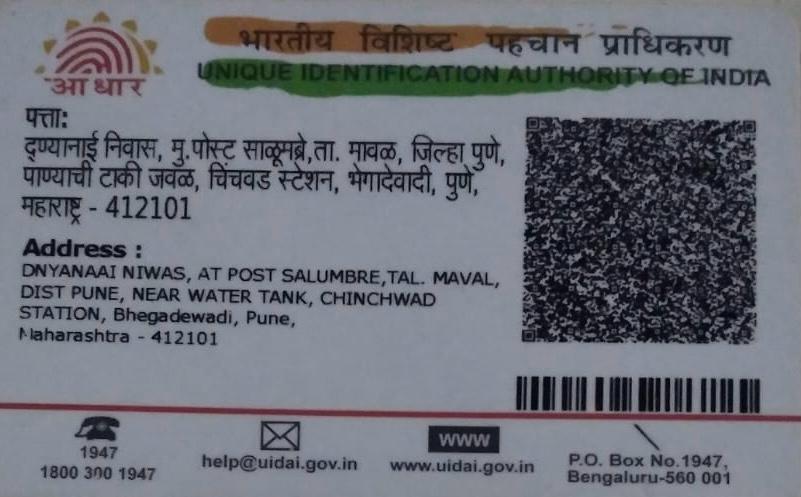 भारतीय विशिष्ट पहचान प्राधिकरण
UNIQUE IDENTIFICATION AUTHORITY OF INDIA
आधार
पत्ता:
द्ण्यानाई निवास, मु.पोस्ट साळूमब्रे,ता. मावळ, जिल्हा पुणे,
पाण्याची टाकी जवळ, चिंचवड स्टेशन, भेगादेवादी, पुणे,
महाराष्ट्र - 412101
Address :
DNYANAAI NIWAS, AT POST SALUMBRE,TAL. MAVAL,
DIST PUNE, NEAR WATER TANK, CHINCHWAD
STATION, Bhegadewadi, Pune,
Maharashtra - 412101
1947
1800 300 1947
help@uidai.gov.in
WWW
www.uidai.gov.in
P.O. Box No.1947,
Bengaluru-560 001